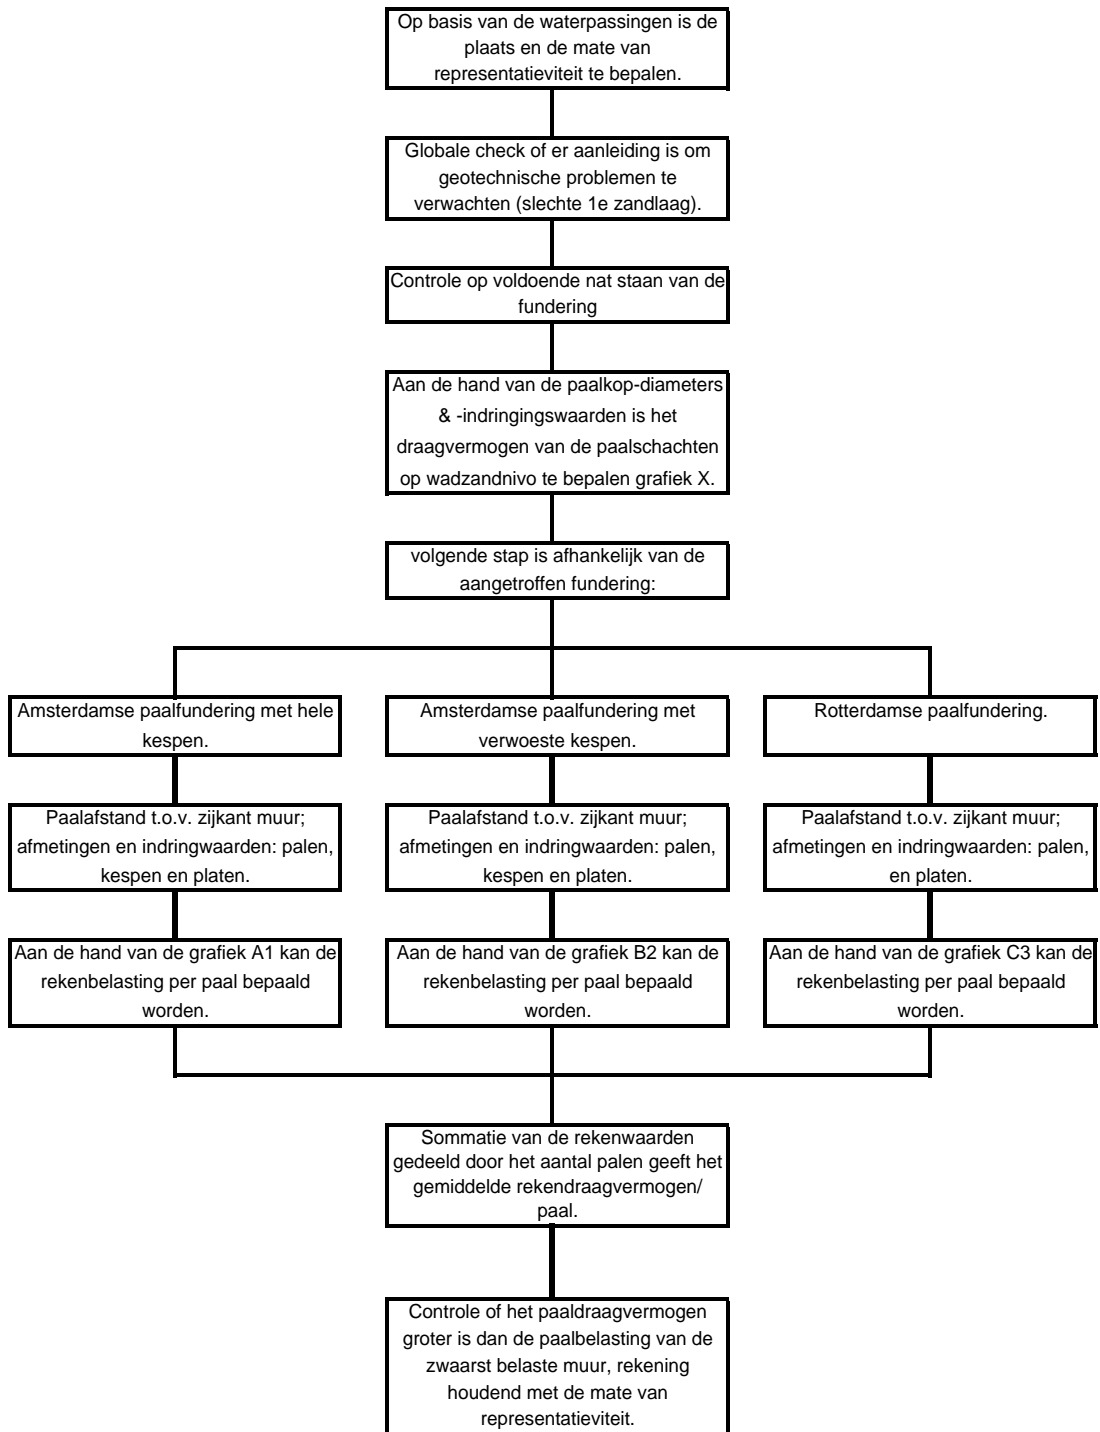 Op basis van de waterpassingen is de
plaats en de mate van
representatieviteit te bepalen.
Globale check of er aanleiding is om
geotechnische problemen te
verwachten (slechte 1e zandlaag).
Controle op voldoende nat staan van de
fundering
Aan de hand van de paalkop-diameters
& -indringingswaarden is het
draagvermogen van de paalschachten
op wadzandnivo te bepalen grafiek X.
volgende stap is afhankelijk van de
aangetroffen fundering:
Amsterdamse paalfundering met hele
kespen.
Amsterdamse paalfundering met
verwoeste kespen.
Rotterdamse paalfundering.
Paalafstand t.o.v. zijkant muur;
afmetingen en indringwaarden: palen,
kespen en platen.
Paalafstand t.o.v. zijkant muur;
afmetingen en indringwaarden: palen,
kespen en platen.
Paalafstand t.o.v. zijkant muur;
afmetingen en indringwaarden: palen,
en platen.
Aan de hand van de grafiek A1 kan de
rekenbelasting per paal bepaald
worden.
Aan de hand van de grafiek B2 kan de
rekenbelasting per paal bepaald
worden.
Aan de hand van de grafiek C3 kan de
rekenbelasting per paal bepaald
worden.
Sommatie van de rekenwaarden
gedeeld door het aantal palen geeft het
gemiddelde rekendraagvermogen/
paal.
Controle of het paaldraagvermogen
groter is dan de paalbelasting van de
zwaarst belaste muur, rekening
houdend met de mate van
representatieviteit.